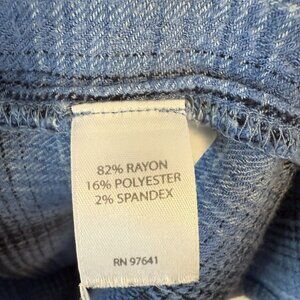 82% RAYON
16% POLYESTER
2% SPANDEX
RN 97641